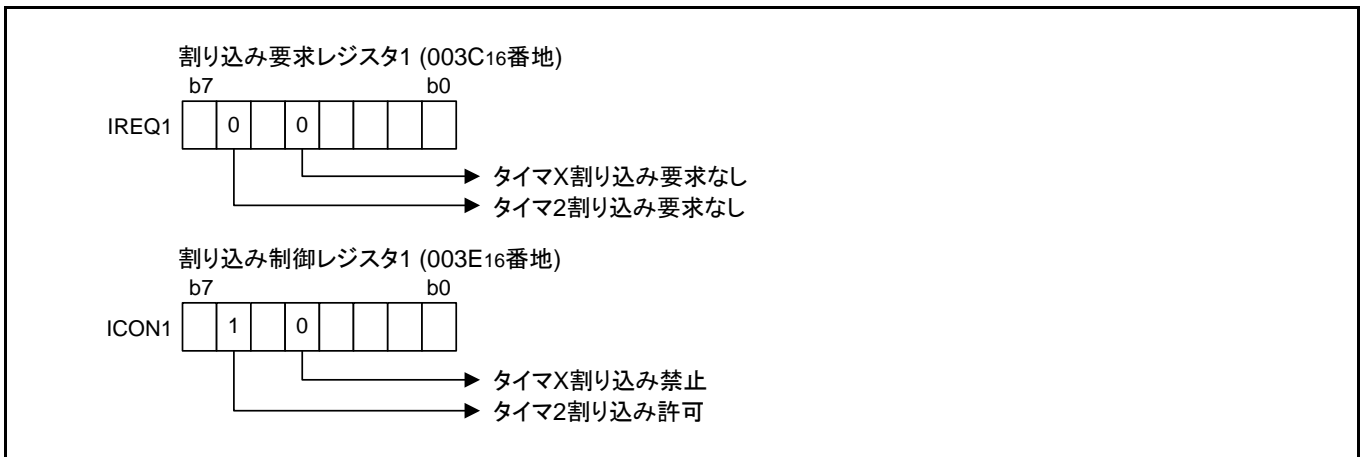 割り込み要求レジスタ1 (003C16番地)
b7 b0
IREQ1 0 0
タイマX割り込み要求なし
タイマ2割り込み要求なし
割り込み制御レジスタ1 (003E16番地)
b7 b0
ICON1 1 0
タイマX割り込み禁止
タイマ2割り込み許可